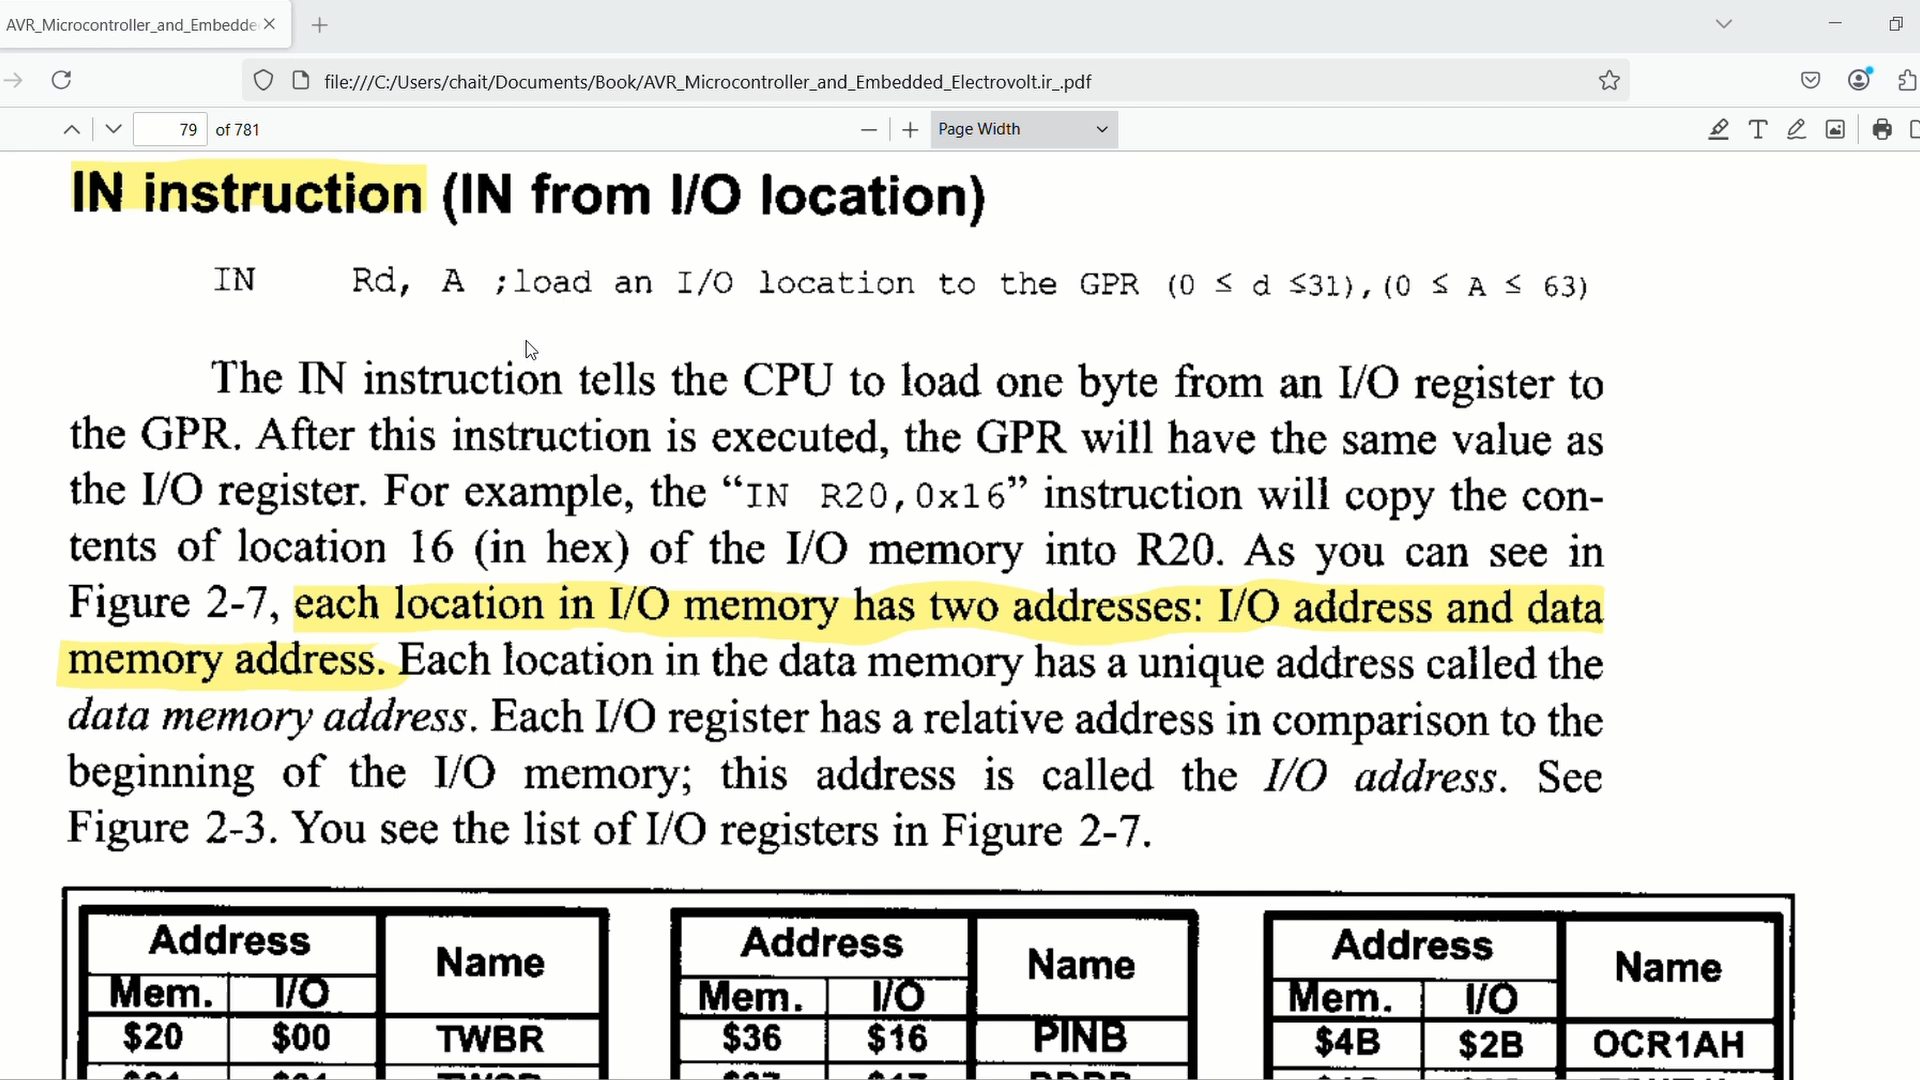 AVR_Microcontroller_and_Embedde
file:///C:/Users/chait/Documents/Book/AVR_Microcontroller_and_Embedded_Electrovolt.ir_.pdf
79 of 781
Page Width
IN instruction (IN from I/O location)
IN Rd, A ;load an I/O location to the GPR (0 ≤ d ≤31),(0 ≤ A ≤ 63)
The IN instruction tells the CPU to load one byte from an I/O register to
the GPR. After this instruction is executed, the GPR will have the same value as
the I/O register. For example, the “IN R20,0x16” instruction will copy the con-
tents of location 16 (in hex) of the I/O memory into R20. As you can see in
Figure 2-7, each location in I/O memory has two addresses: I/O address and data
memory address. Each location in the data memory has a unique address called the
data memory address. Each I/O register has a relative address in comparison to the
beginning of the I/O memory; this address is called the I/O address. See
Figure 2-3. You see the list of I/O registers in Figure 2-7.
Address Name Address Name Address Name
Mem. I/O Mem. I/O Mem. I/O
$20 $00 TWBR $36 $16 PINB $4B $2B OCR1AH